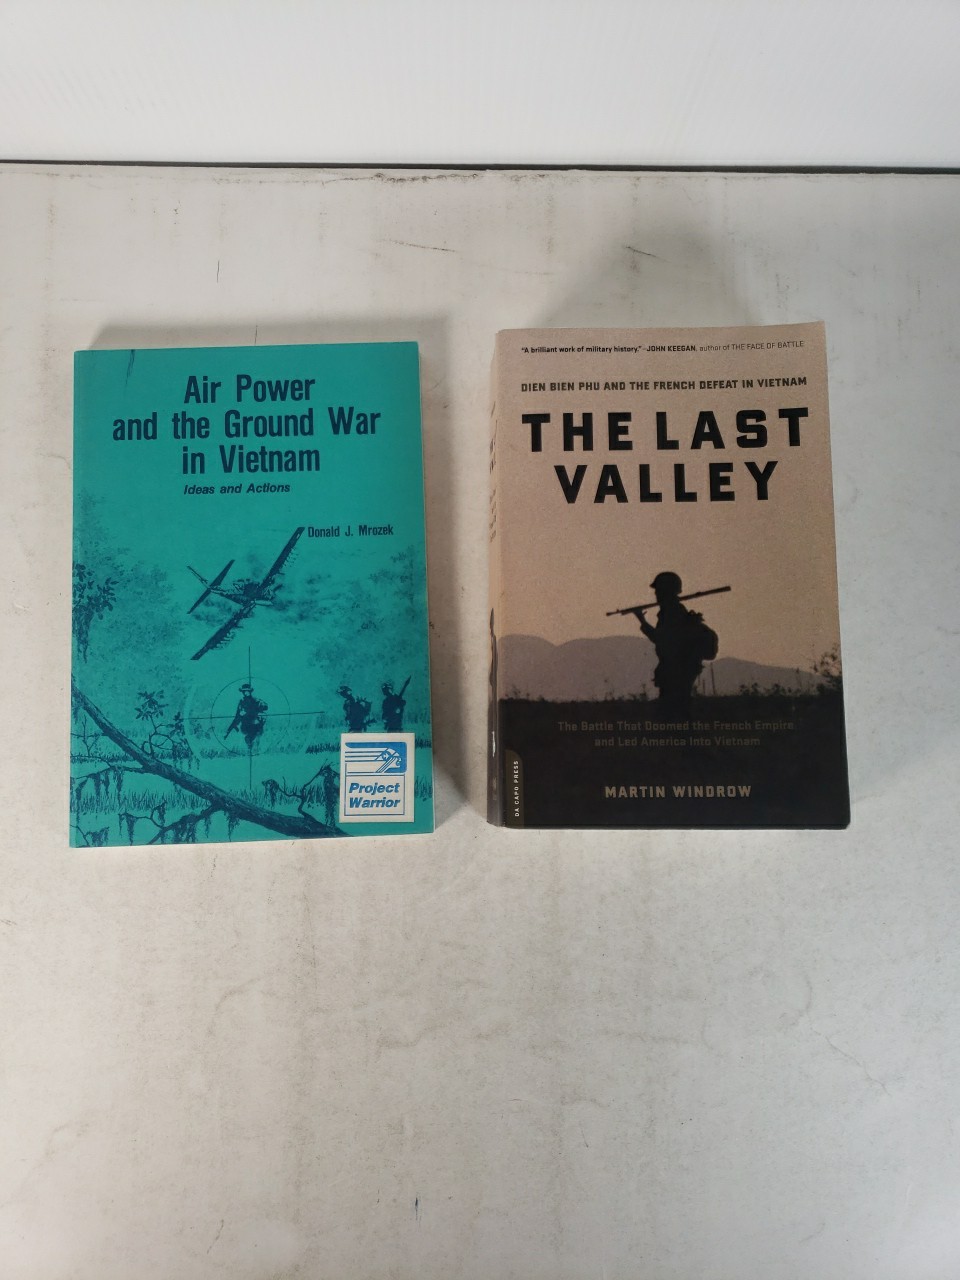 Air Power
and the Ground War
in Vietnam
Ideas and Actions
Donald J. Mrozek
Project
Warrior
"A brilliant work of military history." -JOHN KEEGAN, author of THE FACE OF BATTLE
DIEN BIEN PHU AND THE FRENCH DEFEAT IN VIETNAM
THE LAST
VALLEY
The Battle That Doomed the French Empire,
and Led America Into Vietnam
MARTIN WINDROW
DA CAPO PRESS